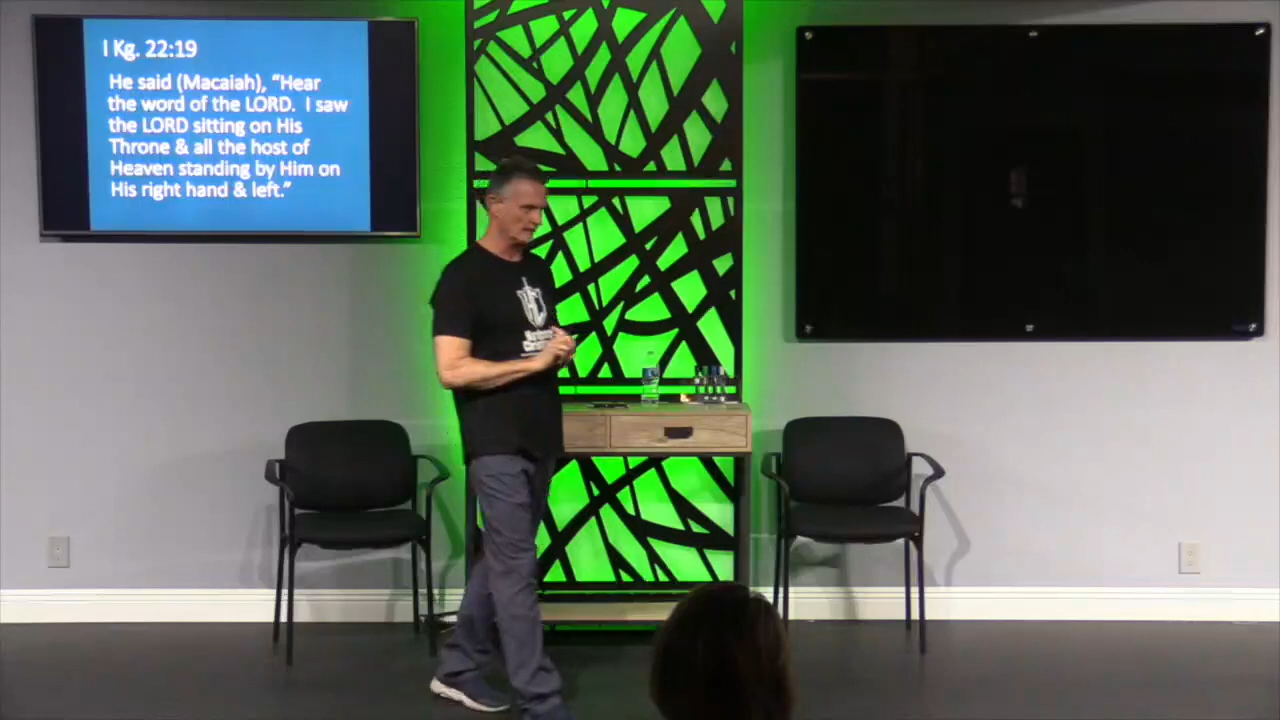 I Kg. 22:19
He said (Macaiah), “Hear
the word of the LORD.  I saw
the LORD sitting on His
Throne & all the host of
Heaven standing by Him on
His right hand & left.”